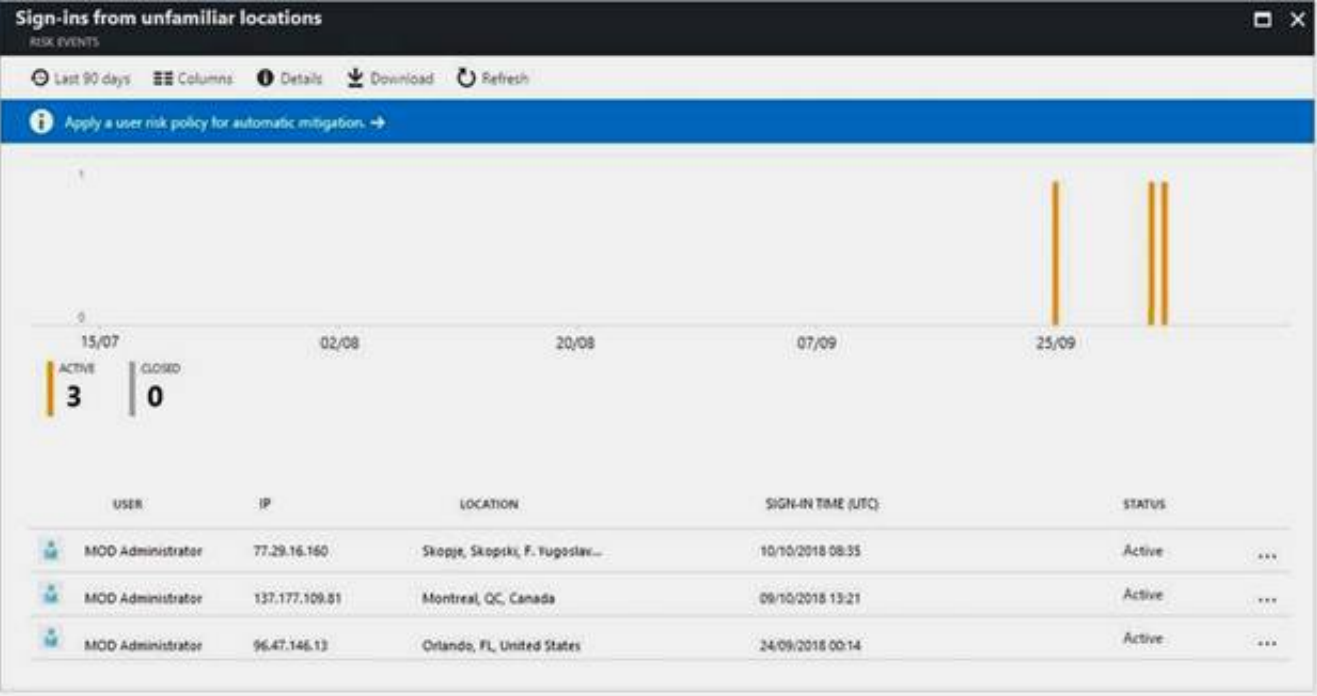 Sign-ins from unfamiliar locations
RISK EVENTS
Last 90 days Columns Details Download Refresh
Apply a user risk policy for automatic mitigation. →
1
0
15/07 02/08 20/08 07/09 25/09
ACTIVE CLOSED
3 0
USER IP LOCATION SIGN-IN TIME (UTC) STATUS
MOD Administrator 77.29.16.160 Skopje, Skopski, F. Yugoslav... 10/10/2018 08:35 Active ...
MOD Administrator 137.177.109.81 Montreal, QC, Canada 09/10/2018 13:21 Active ...
MOD Administrator 96.47.146.13 Orlando, FL, United States 24/09/2018 00:14 Active ...